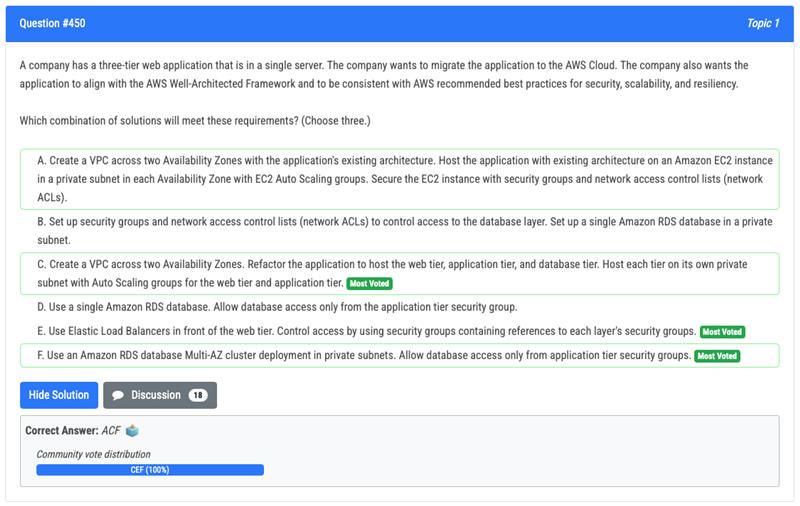 Question #450
Topic 1
A company has a three-tier web application that is in a single server. The company wants to migrate the application to the AWS Cloud. The company also wants the
application to align with the AWS Well-Architected Framework and to be consistent with AWS recommended best practices for security, scalability, and resiliency.
Which combination of solutions will meet these requirements? (Choose three.)
A. Create a VPC across two Availability Zones with the application's existing architecture. Host the application with existing architecture on an Amazon EC2 instance
in a private subnet in each Availability Zone with EC2 Auto Scaling groups. Secure the EC2 instance with security groups and network access control lists (network
ACLs).
B. Set up security groups and network access control lists (network ACLs) to control access to the database layer. Set up a single Amazon RDS database in a private
subnet.
C. Create a VPC across two Availability Zones. Refactor the application to host the web tier, application tier, and database tier. Host each tier on its own private
subnet with Auto Scaling groups for the web tier and application tier. Most Voted
D. Use a single Amazon RDS database. Allow database access only from the application tier security group.
E. Use Elastic Load Balancers in front of the web tier. Control access by using security groups containing references to each layer's security groups. Most Voted
F. Use an Amazon RDS database Multi-AZ cluster deployment in private subnets. Allow database access only from application tier security groups. Most Voted
Hide Solution
Discussion 18
Correct Answer: ACF
Community vote distribution
CEF (100%)